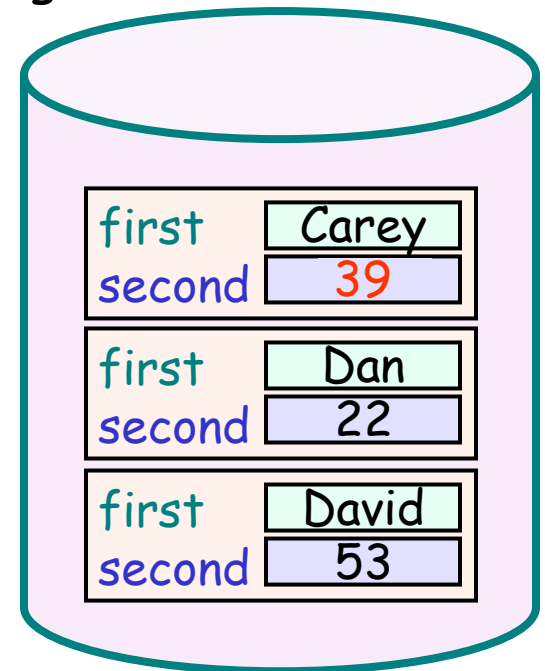 first Carey
second 39
first Dan
second 22
first David
second 53